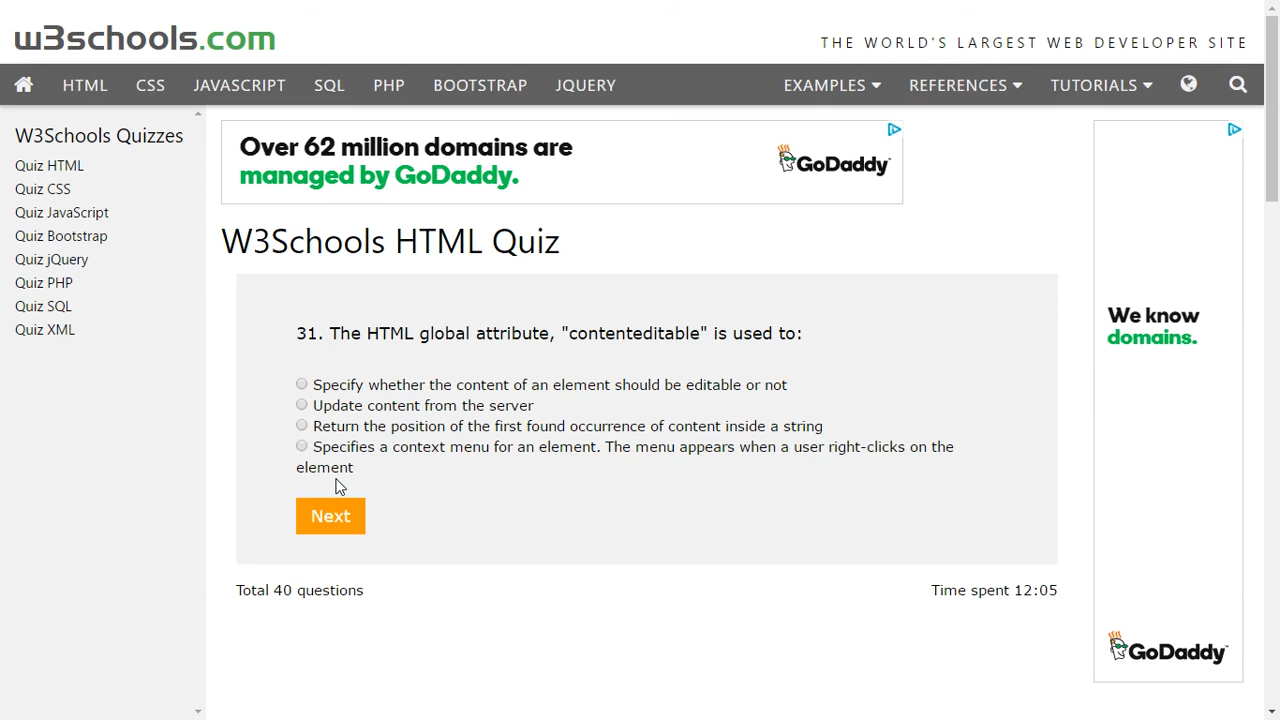 w3schools.com
THE WORLD'S LARGEST WEB DEVELOPER SITE
HTML CSS JAVASCRIPT SQL PHP BOOTSTRAP JQUERY EXAMPLES REFERENCES TUTORIALS
W3Schools Quizzes
Quiz HTML
Quiz CSS
Quiz JavaScript
Quiz Bootstrap
Quiz jQuery
Quiz PHP
Quiz SQL
Quiz XML
Over 62 million domains are
managed by GoDaddy.
GoDaddy
W3Schools HTML Quiz
31. The HTML global attribute, "contenteditable" is used to:
Specify whether the content of an element should be editable or not
Update content from the server
Return the position of the first found occurrence of content inside a string
Specifies a context menu for an element. The menu appears when a user right-clicks on the
element
Next
Total 40 questions
Time spent 12:05
We know
domains.
GoDaddy